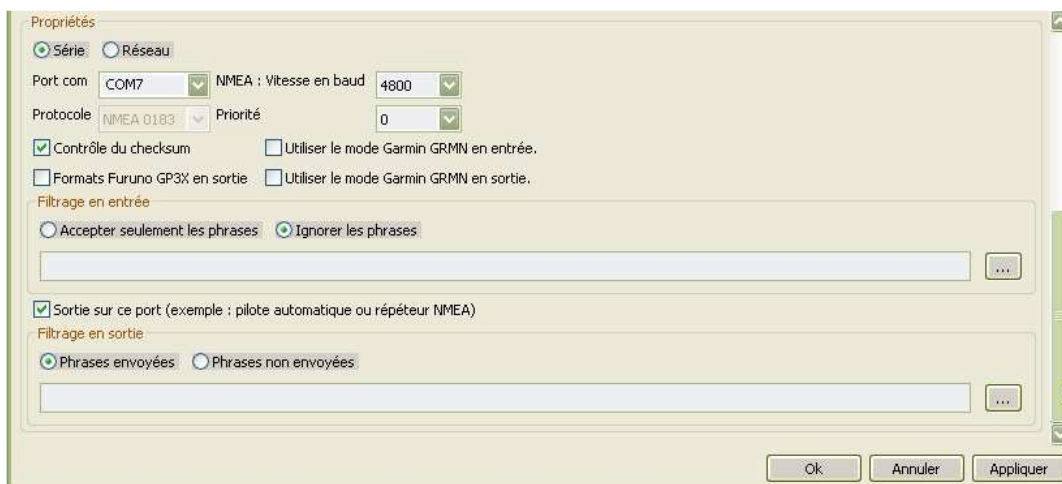 Propriétés
Série Réseau
Port com COM7 NMEA : Vitesse en baud 4800
Protocole NMEA 0183 Priorité 0
Contrôle du checksum Utiliser le mode Garmin GRMN en entrée.
Formats Furuno GP3X en sortie Utiliser le mode Garmin GRMN en sortie.
Filtrage en entrée
Accepter seulement les phrases Ignorer les phrases
...
Sortie sur ce port (exemple : pilote automatique ou répéteur NMEA)
Filtrage en sortie
Phrases envoyées Phrases non envoyées
...
Ok Annuler Appliquer